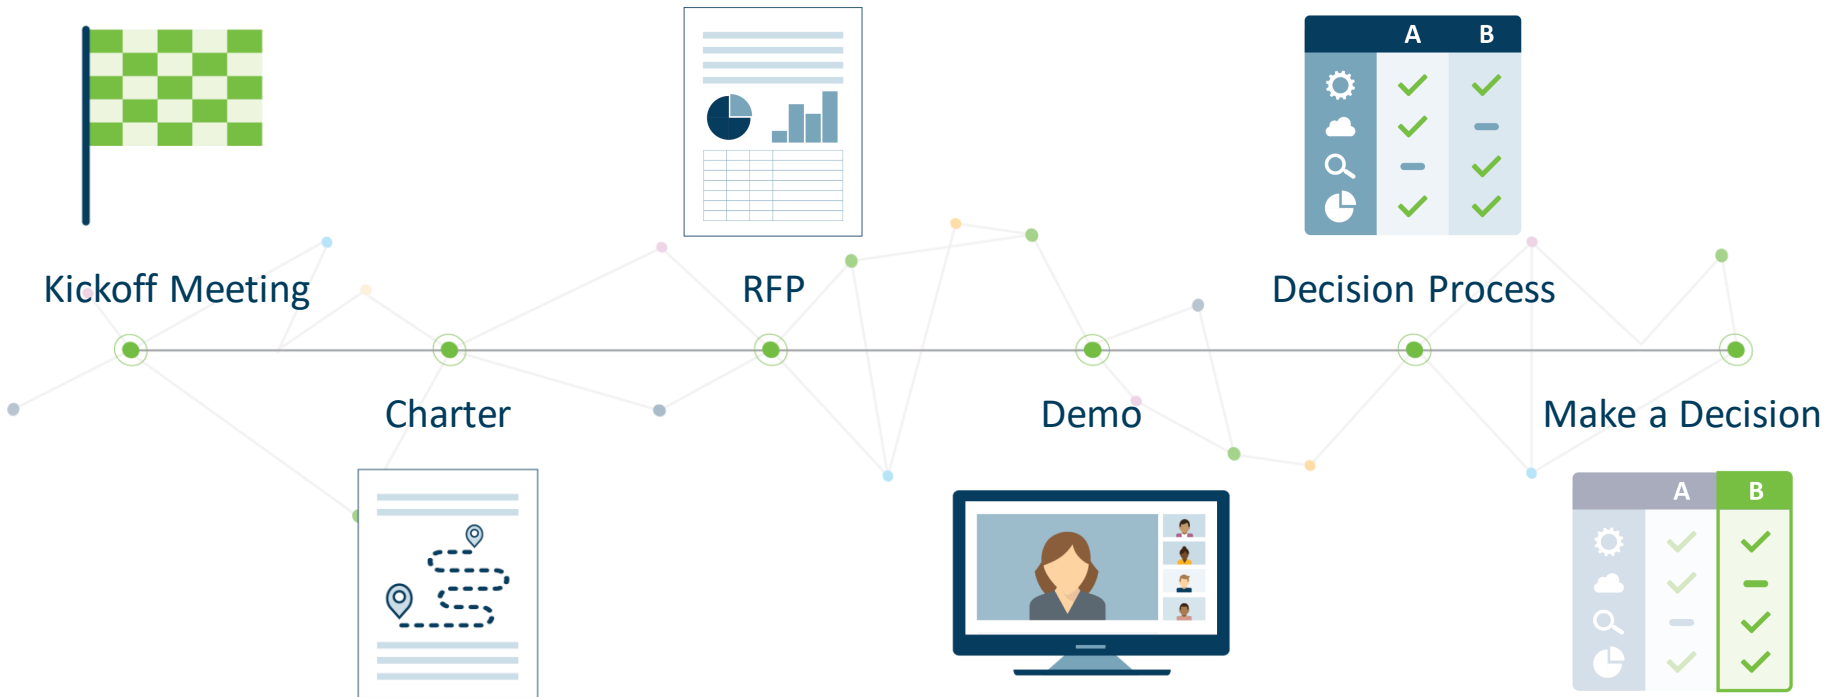 A B
Kickoff Meeting
RFP
Decision Process
Charter
Demo
Make a Decision
A B